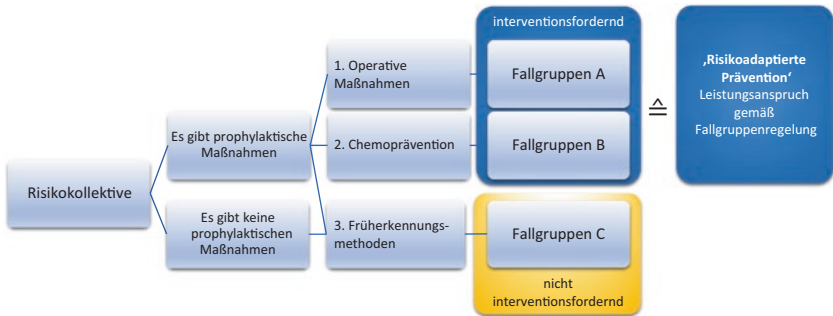 Risikokollektive
Es gibt prophylaktische
Maßnahmen
Es gibt keine
prophylaktischen
Maßnahmen
1. Operative
Maßnahmen
2. Chemoprävention
3. Früherkennungs-
methoden
interventionsfordernd
Fallgruppen A
Fallgruppen B
Fallgruppen C
nicht
interventionsfordernd
≙
‚Risikoadaptierte
Prävention‘
Leistungsanspruch
gemäß
Fallgruppenregelung